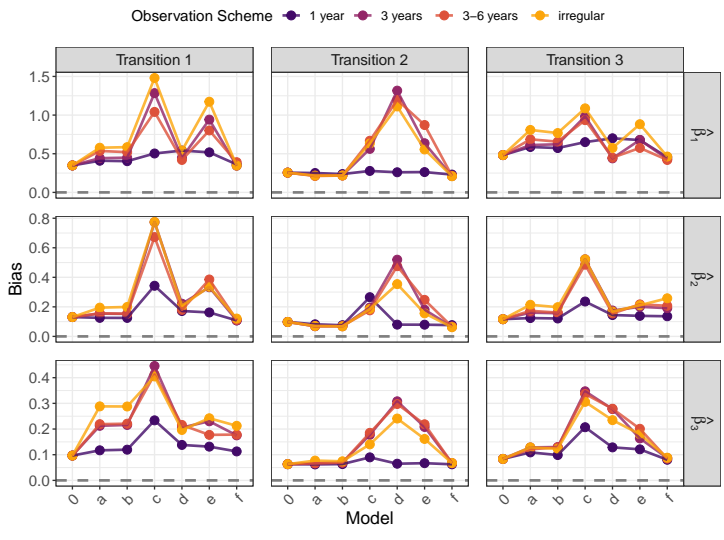 Observation Scheme 1 year 3 years 3–6 years irregular
Transition 1 Transition 2 Transition 3
1.5
1.0
0.5
0.0
β̂1
0.8
0.6
0.4
0.2
0.0
β̂2
0.4
0.3
0.2
0.1
0.0
β̂3
Bias
0 a b c d e f 0 a b c d e f 0 a b c d e f
Model